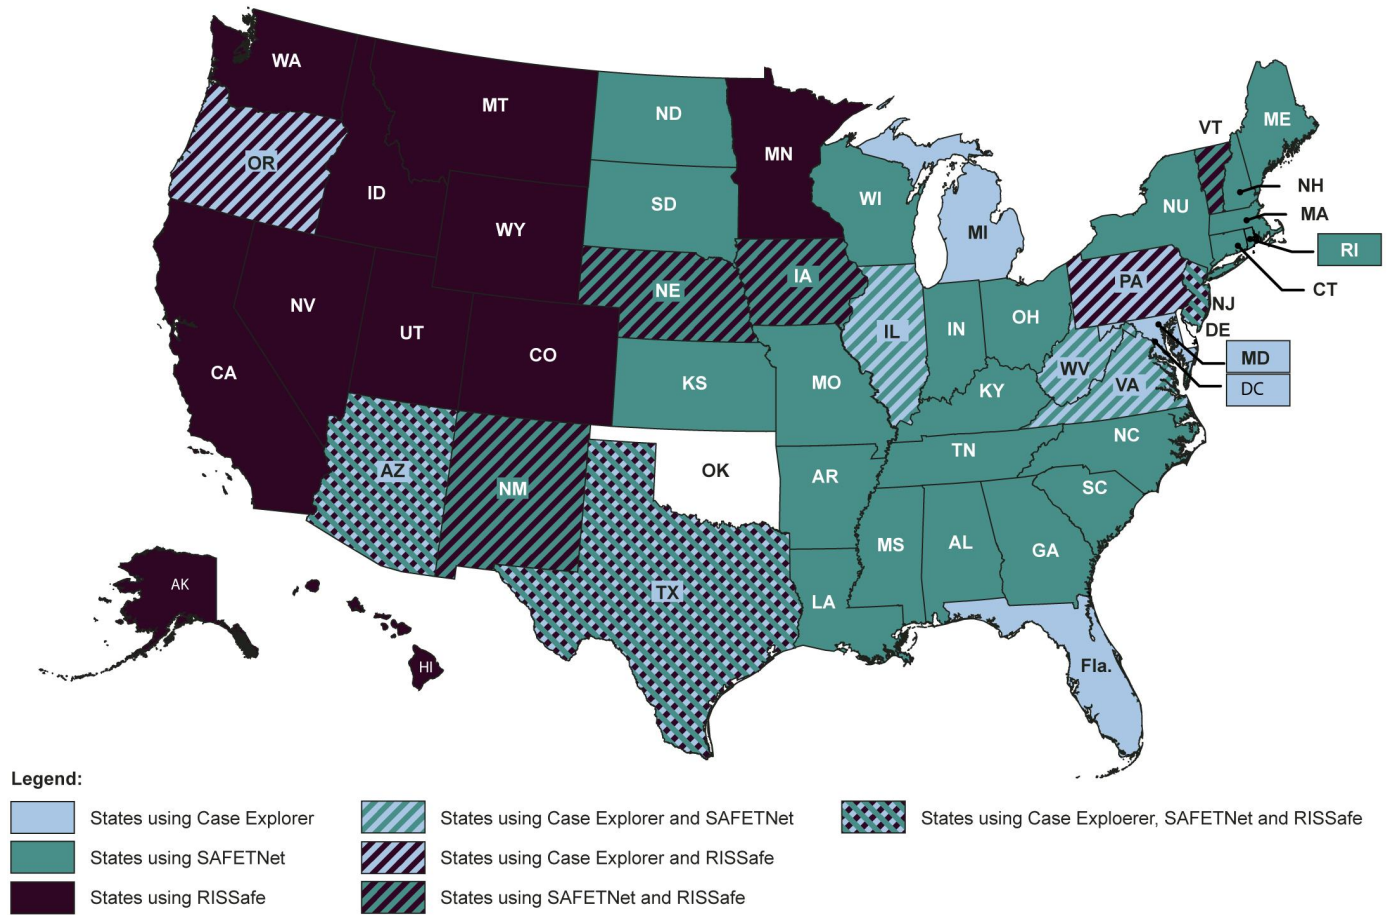 WA
MT
ND
MN
ME
VT
OR
ID
SD
WI
NH
MA
WY
NU
MI
RI
NE
IA
PA
CT
NV
NJ
UT
CO
IL
IN
OH
DE
MD
CA
KS
MO
WV
VA
DC
KY
NC
AZ
NM
OK
AR
TN
SC
MS
AL
GA
AK
TX
LA
HI
Fla.
Legend:
States using Case Explorer
States using Case Explorer and SAFETNet
States using Case Exploerer, SAFETNet and RISSafe
States using SAFETNet
States using Case Explorer and RISSafe
States using RISSafe
States using SAFETNet and RISSafe